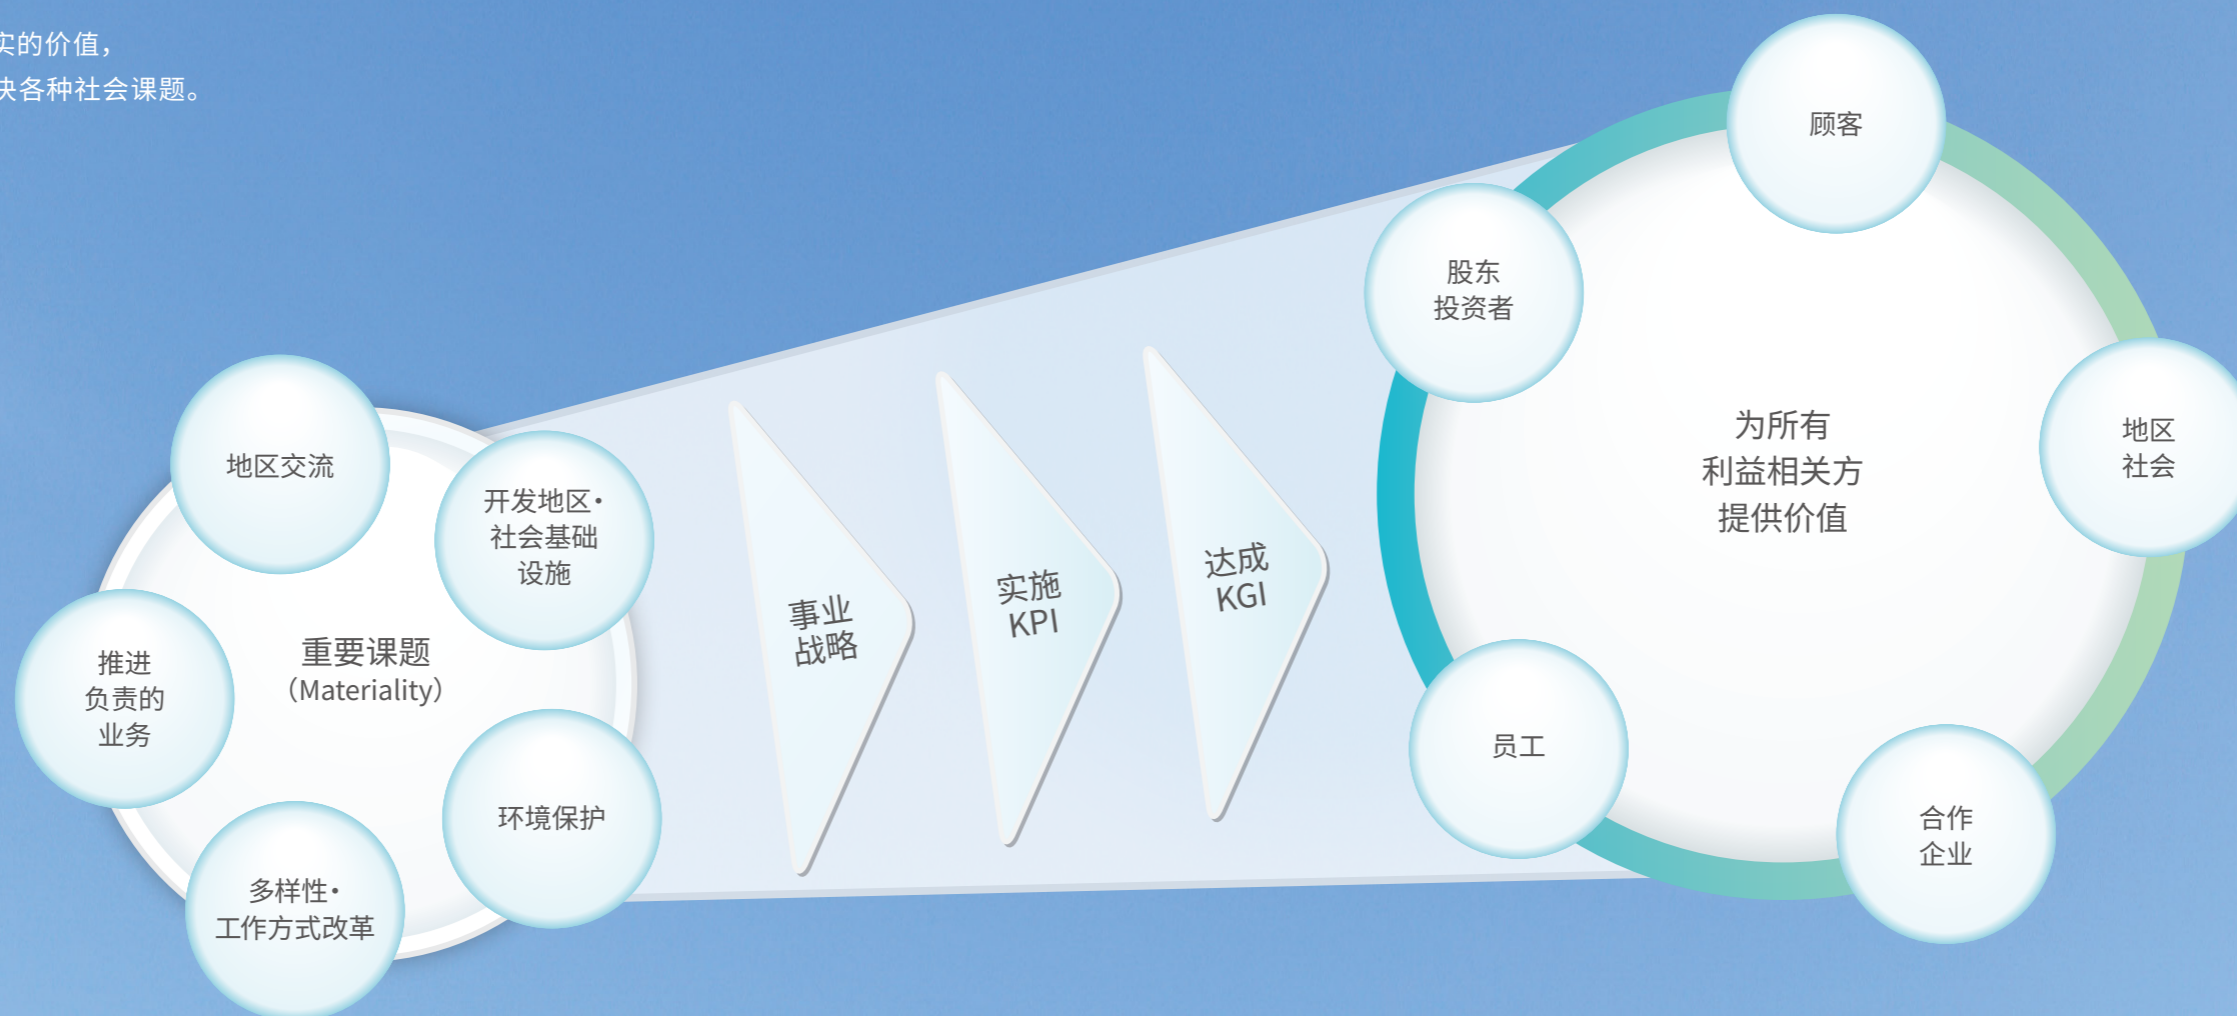 实的价值，
决各种社会课题。
地区交流
开发地区・
社会基础
设施
推进
负责的
业务
重要课题
（Materiality）
环境保护
多样性・
工作方式改革
事业
战略
实施
KPI
达成
KGI
顾客
股东
投资者
为所有
利益相关方
提供价值
地区
社会
员工
合作
企业